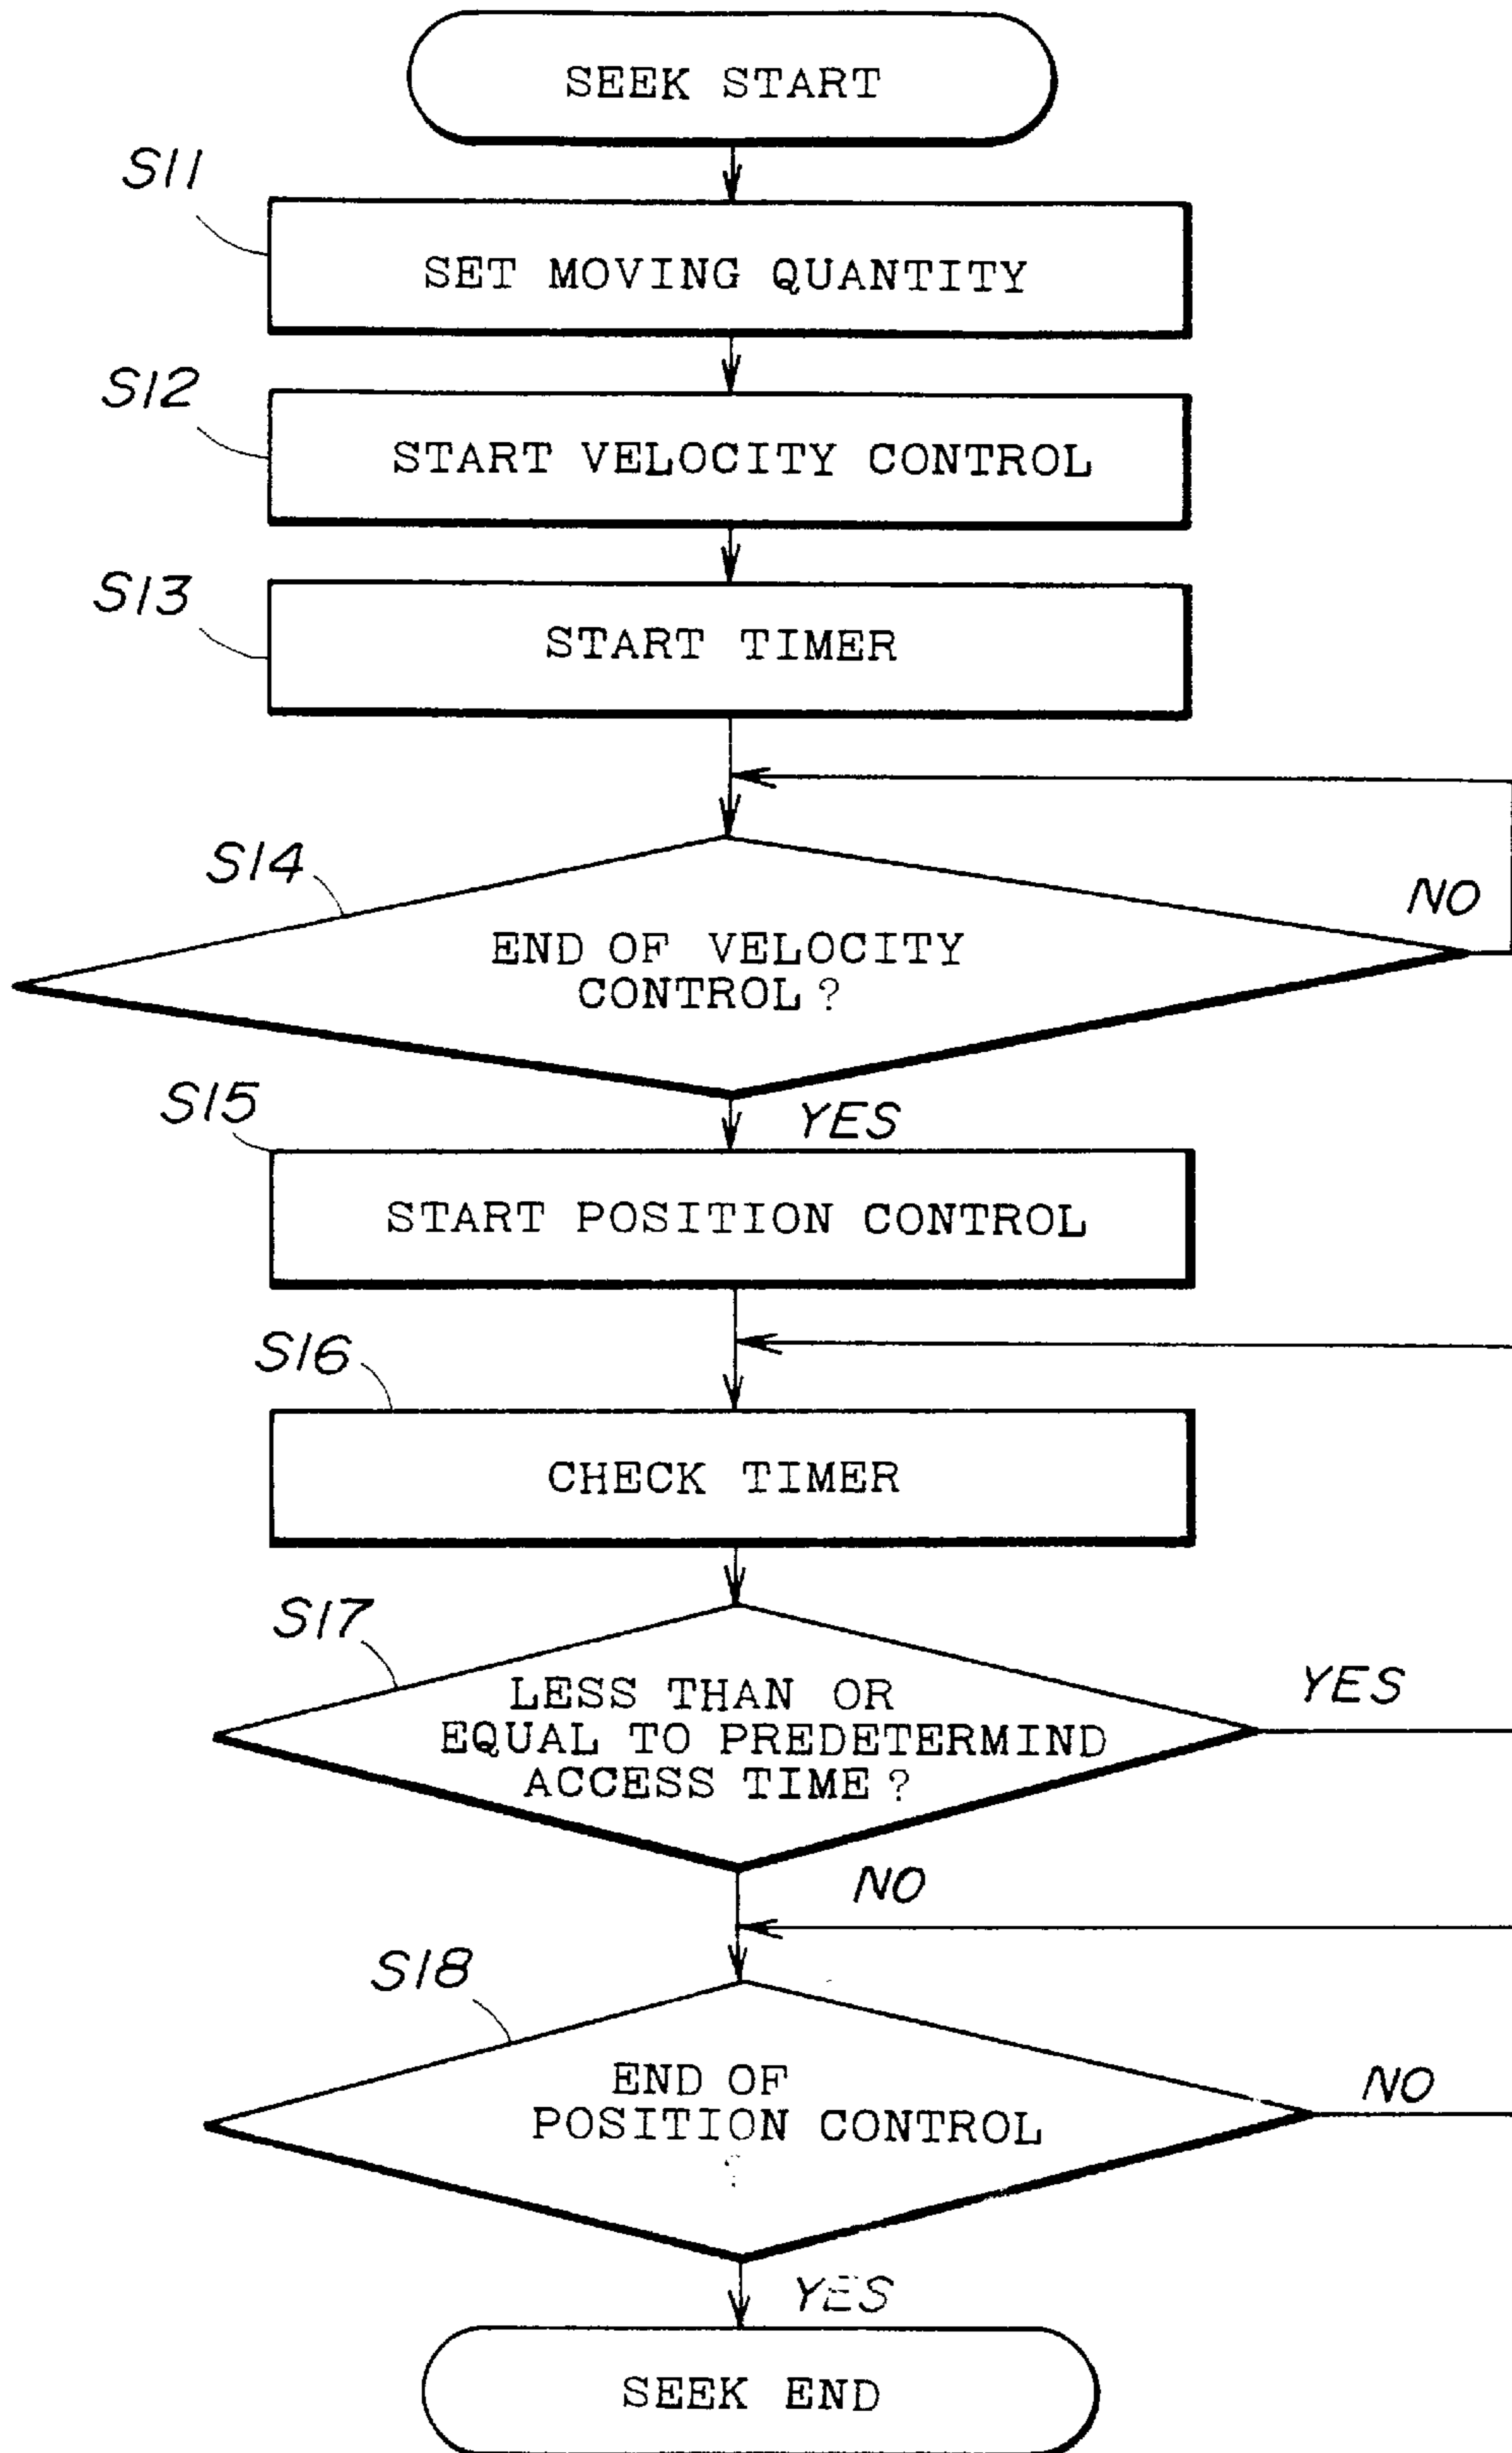 SEEK START
S11
SET MOVING QUANTITY
S12
START VELOCITY CONTROL
S13
START TIMER
S14
NO
END OF VELOCITY
CONTROL ?
S15
YES
START POSITION CONTROL
S16
CHECK TIMER
S17
LESS THAN OR
YES
EQUAL TO PREDETERMIND
ACCESS TIME ?
NO
S18
END OF
NO
POSITION CONTROL
?
YES
SEEK END